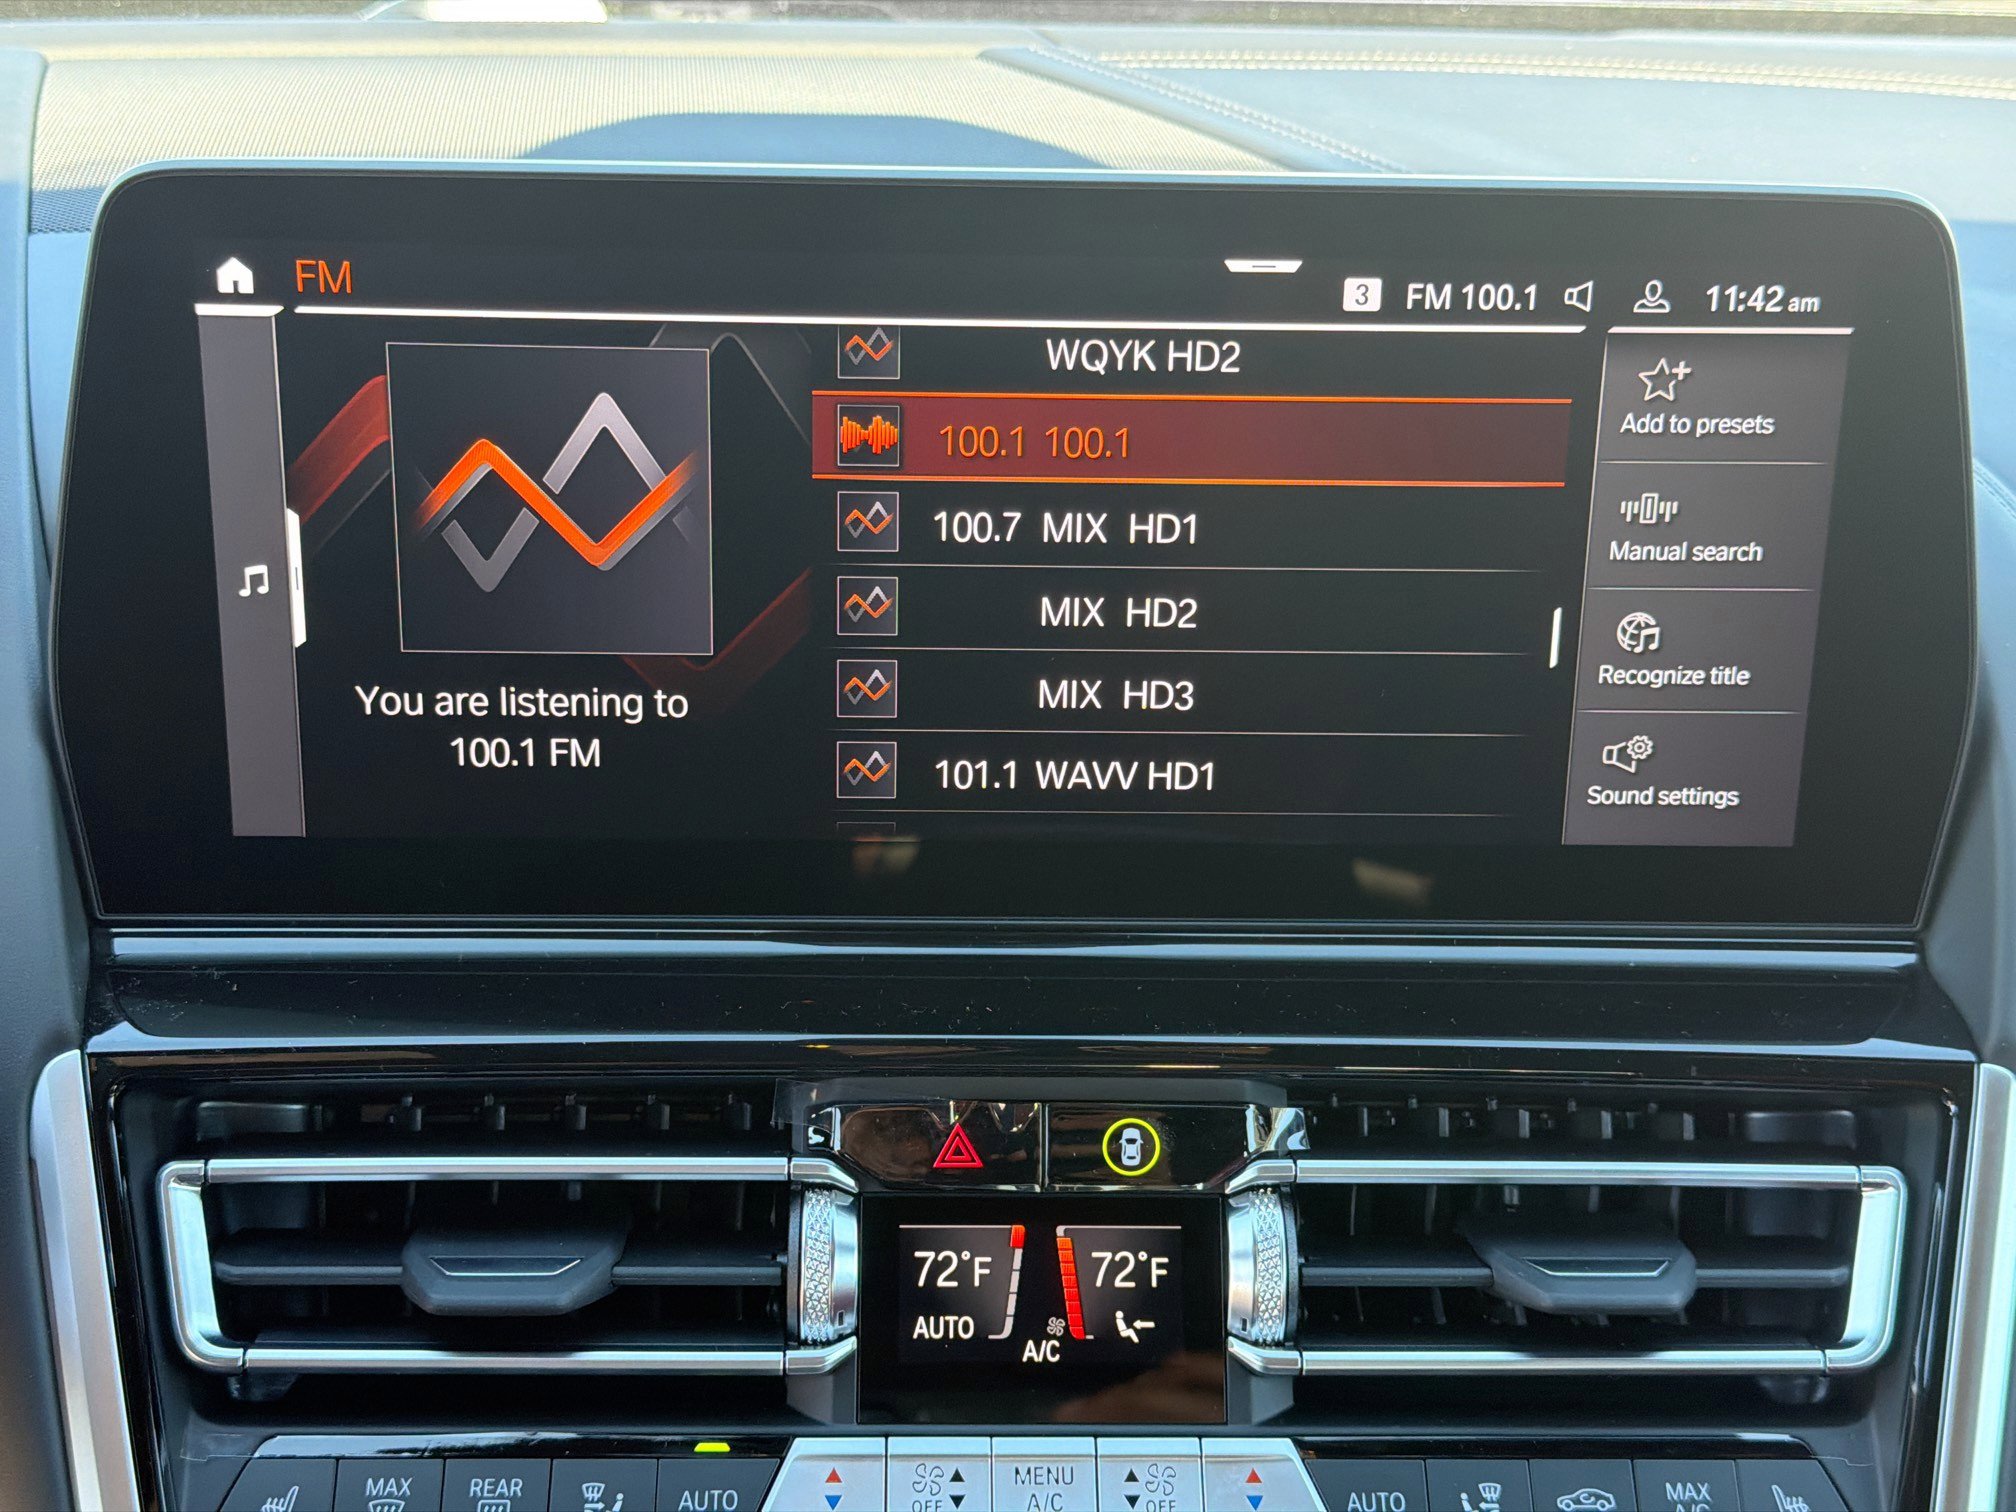 FM
3 FM 100.1 11:42 am
WQYK HD2
100.1 100.1
100.7 MIX HD1
MIX HD2
MIX HD3
101.1 WAVV HD1
You are listening to
100.1 FM
Add to presets
Manual search
Recognize title
Sound settings
72°F 72°F
AUTO
A/C
MAX
REAR
AUTO
OFF
MENU
A/C
OFF
AUTO
MAX
A/C